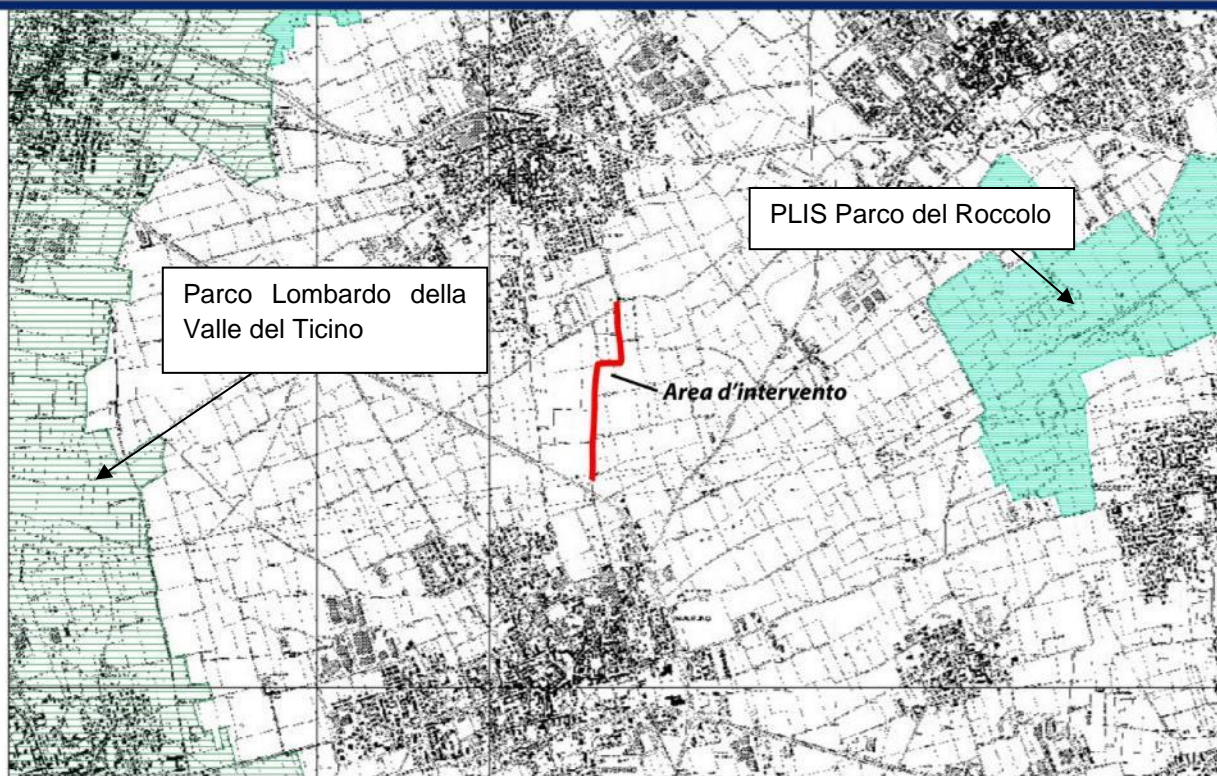 PLIS Parco del Roccolo
Parco Lombardo della
Valle del Ticino
Area d'intervento